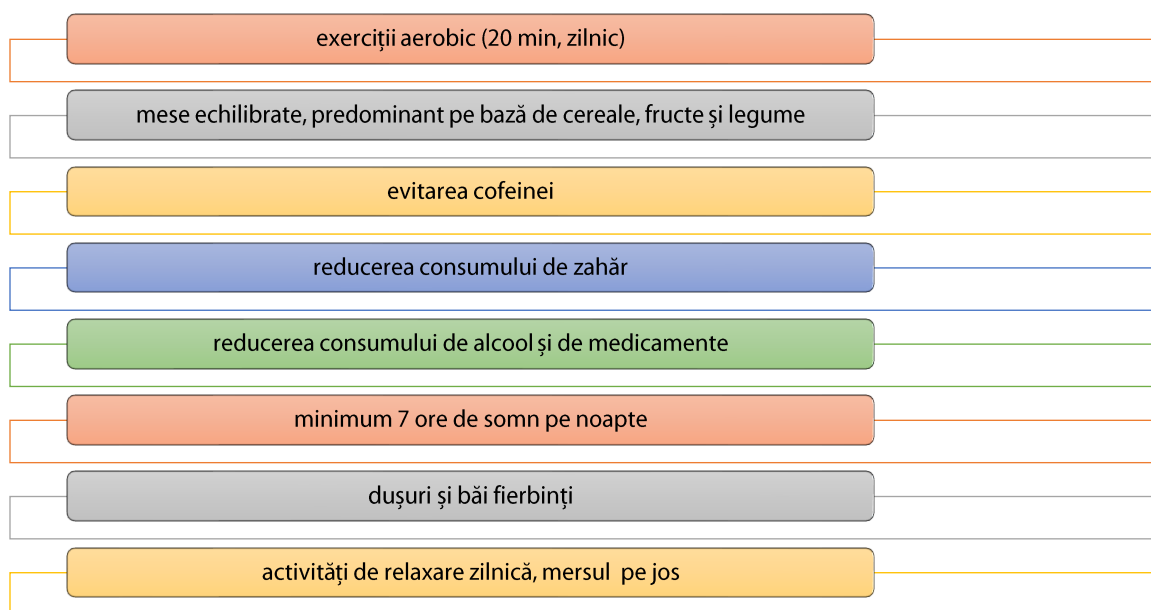 exerciții aerobic (20 min, zilnic)
mese echilibrate, predominant pe bază de cereale, fructe și legume
evitarea cofeinei
reducerea consumului de zahăr
reducerea consumului de alcool și de medicamente
minimum 7 ore de somn pe noapte
dușuri și băi fierbinți
activități de relaxare zilnică, mersul pe jos